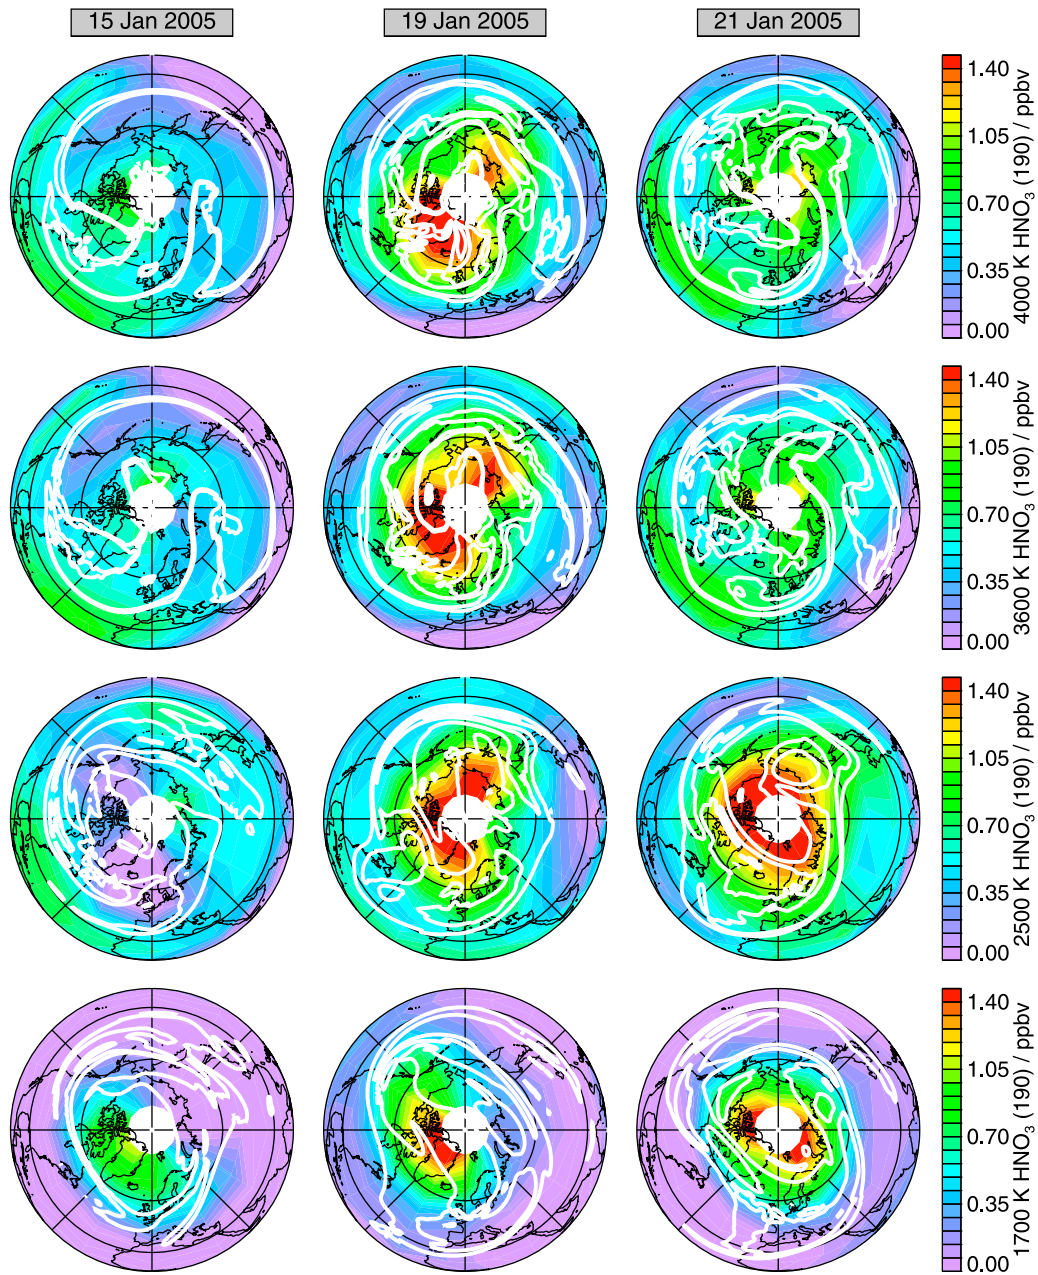 15 Jan 2005
19 Jan 2005
21 Jan 2005
1.40
1.05
0.70
0.35
0.00
4000 K HNO3 (190) / ppbv
1.40
1.05
0.70
0.35
0.00
3600 K HNO3 (190) / ppbv
1.40
1.05
0.70
0.35
0.00
2500 K HNO3 (190) / ppbv
1.40
1.05
0.70
0.35
0.00
1700 K HNO3 (190) / ppbv